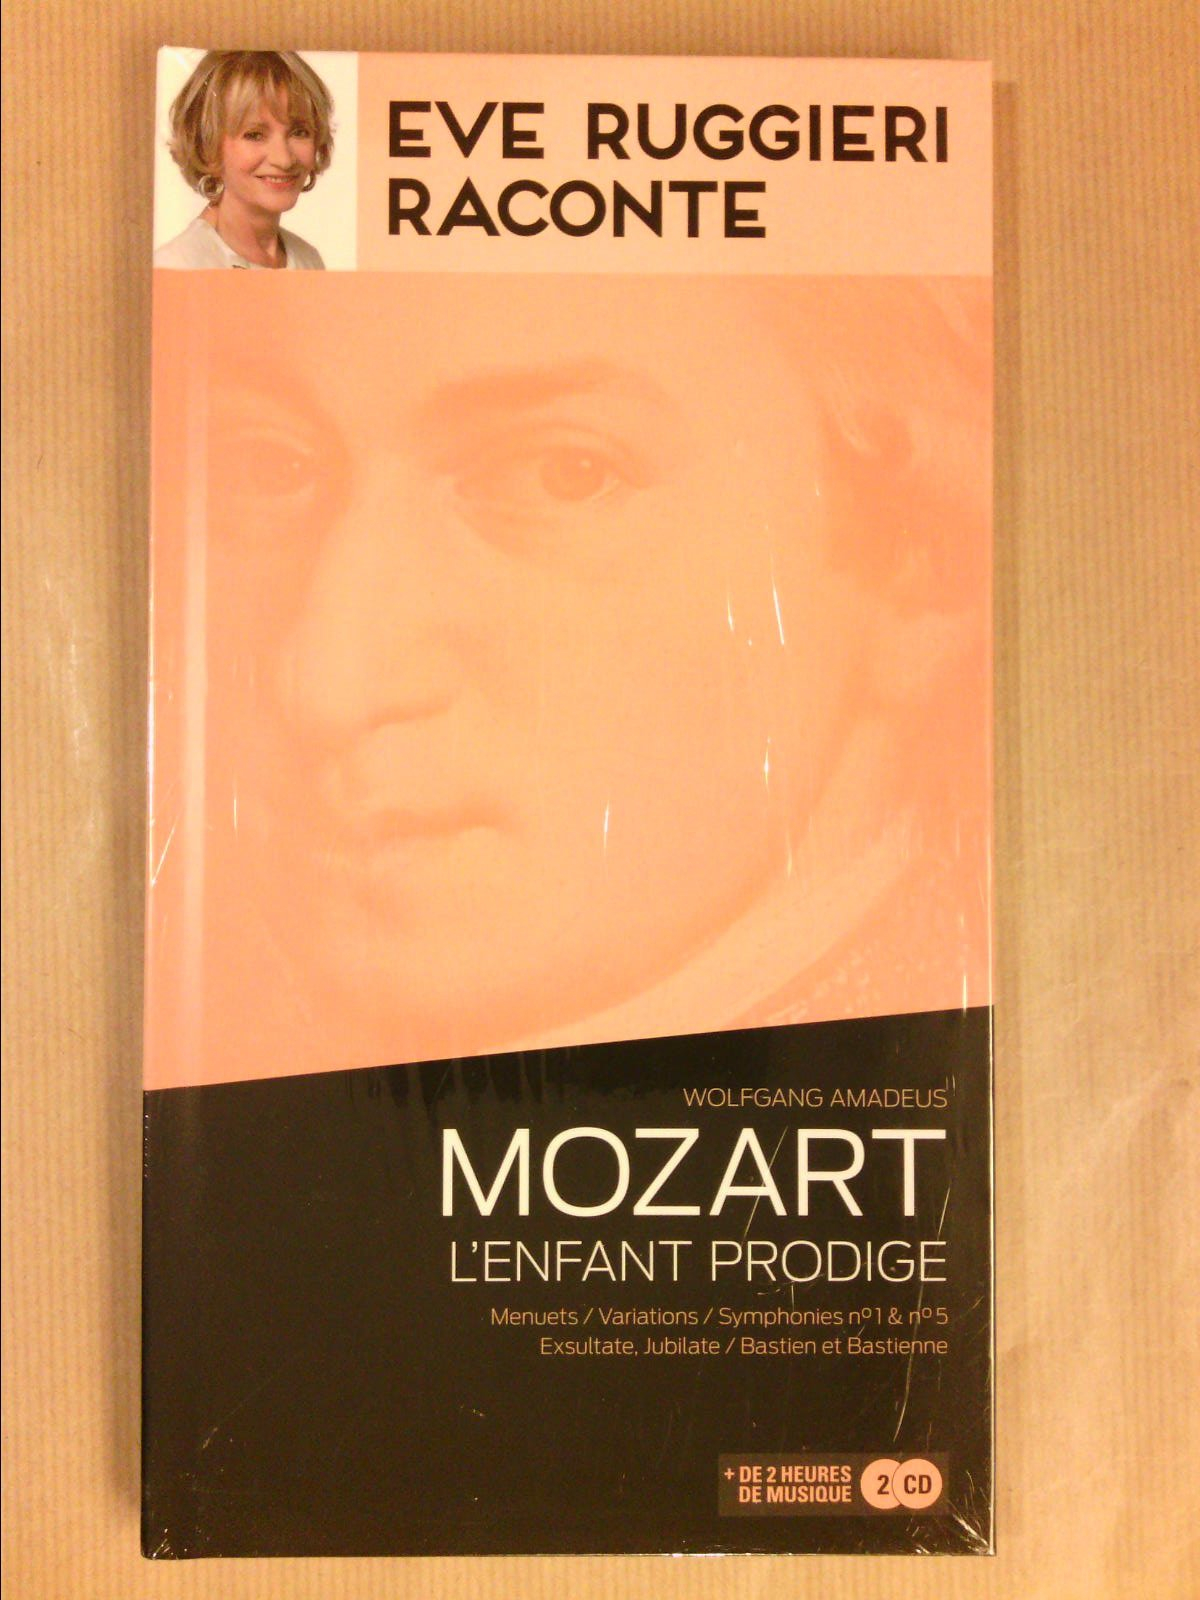 EVE RUGGIERI
RACONTE
WOLFGANG AMADEUS
MOZART
L'ENFANT PRODIGE
Menuets / Variations / Symphonies nº1 & nº5
Exsultate, Jubilate / Bastien et Bastienne
+ DE 2 HEURES
DE MUSIQUE
2 CD